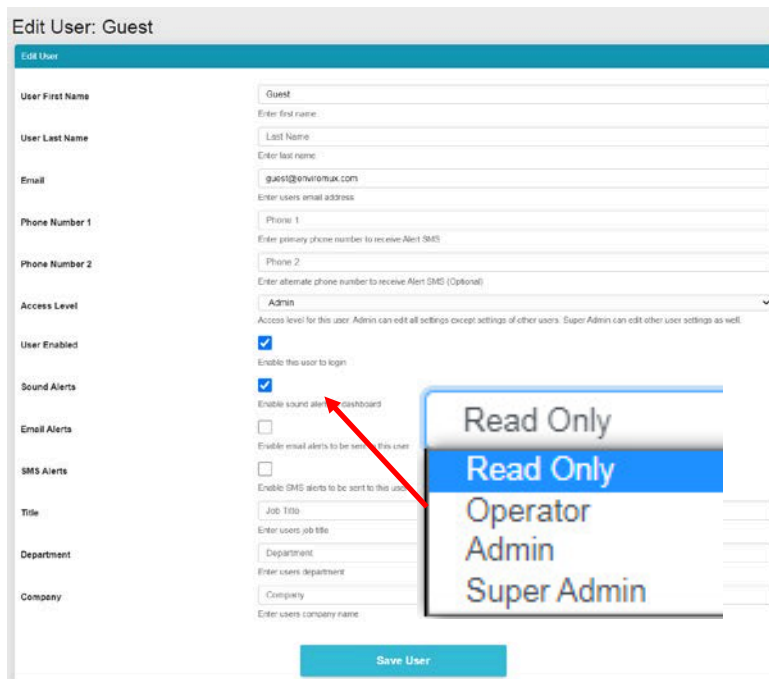 Edit User: Guest
Edit User
User First Name
Guest
Enter first name
User Last Name
Last Name
Enter last name
Email
guest@enviromux.com
Enter users email address
Phone Number 1
Phone 1
Enter primary phone number to receive Alert SMS
Phone Number 2
Phone 2
Enter alternate phone number to receive Alert SMS (Optional)
Access Level
Admin
Access level for this user. Admin can edit all settings except settings of other users. Super Admin can edit other user settings as well.
User Enabled
Enable this user to login
Sound Alerts
Enable sound dashboard
Email Alerts
Enable email alerts to be sent to this user
SMS Alerts
Enable SMS alerts to be sent to this user
Title
Job Title
Enter users job title
Department
Department
Enter users department
Company
Company
Enter users company name
Read Only
Read Only
Operator
Admin
Super Admin
Save User